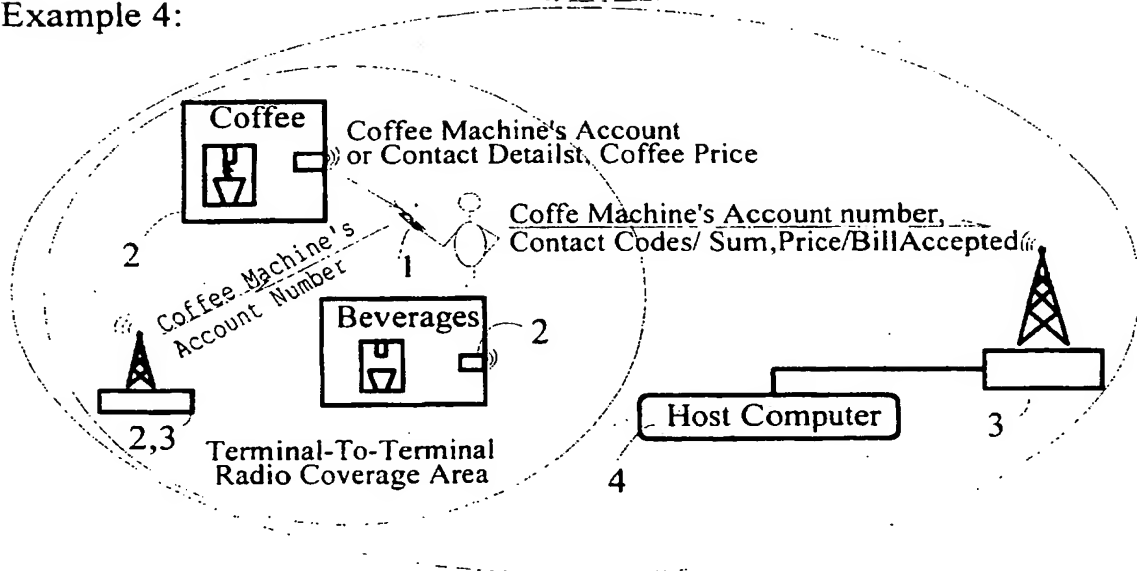 Example 4:
Coffee
Coffee Machine's Account
or Contact Detailst, Coffee Price
2
1
Coffe Machine's Account number,
Contact Codes/ Sum,Price/BillAccepted
Coffee Machine's
Account Number
Beverages
2
2,3
Terminal-To-Terminal
Radio Coverage Area
Host Computer
4
3